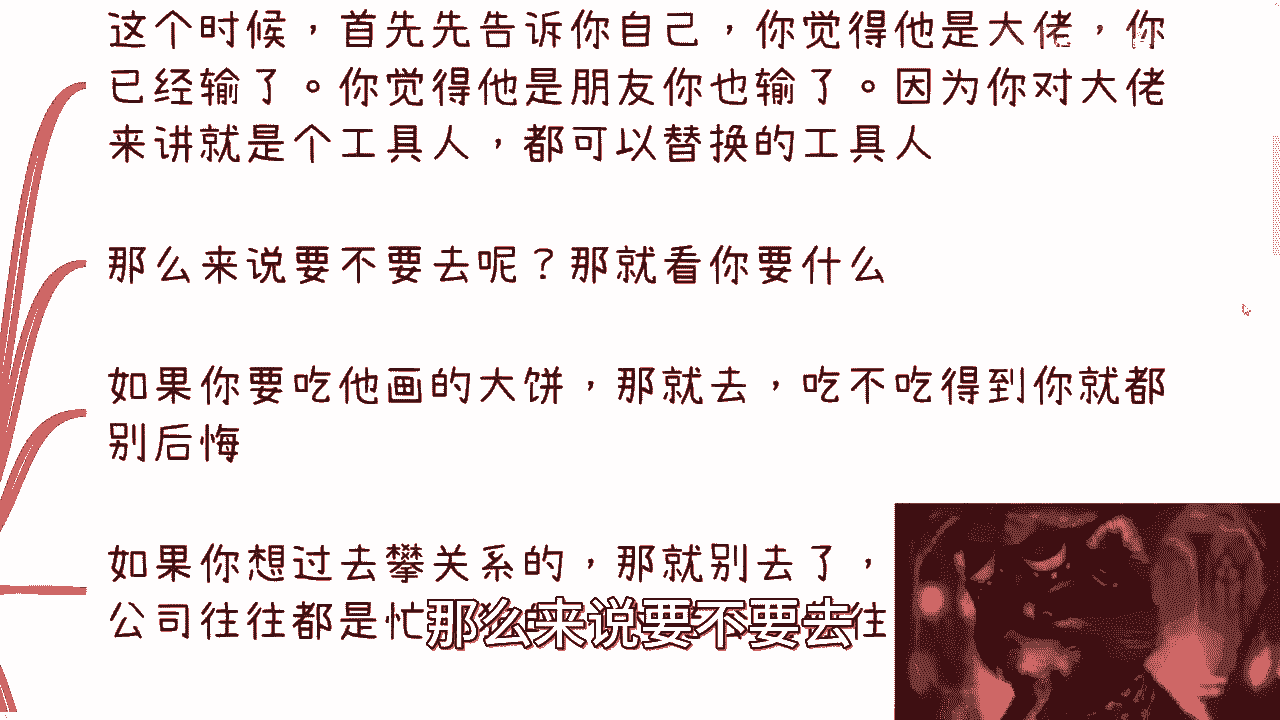 这个时候，首先先告诉你自己，你觉得他是大佬，你
已经输了。你觉得他是朋友你也输了。因为你对大佬
来讲就是个工具人，都可以替换的工具人
那么来说要不要去呢？那就看你要什么
如果你要吃他画的大饼，那就去，吃不吃得到你就都
别后悔
如果你想过去攀关系的，那就别去了，
公司往往都是忙
往
那么来说要不要去